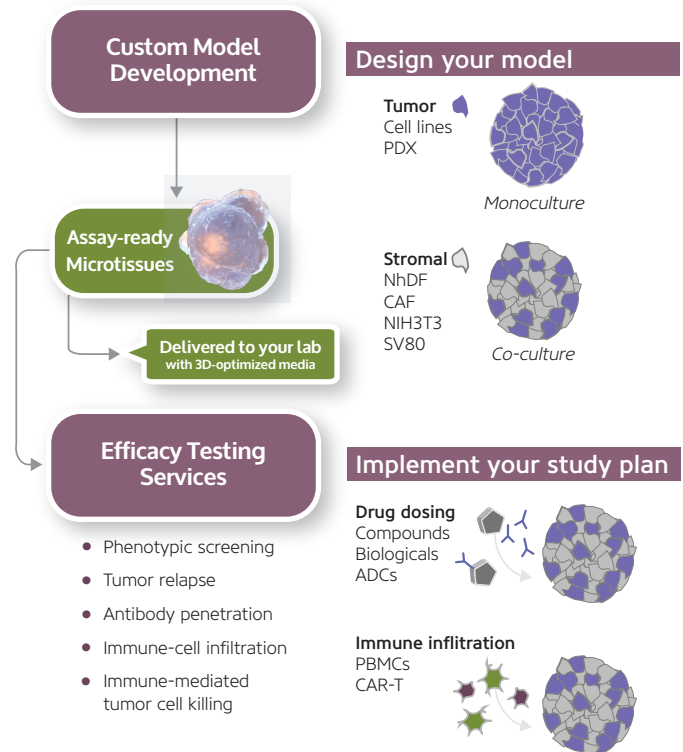 Custom Model
Development
Assay-ready
Microtissues
Delivered to your lab
with 3D-optimized media
Efficacy Testing
Services
Phenotypic screening
Tumor relapse
Antibody penetration
Immune-cell infiltration
Immune-mediated
tumor cell killing
Design your model
Tumor
Cell lines
PDX
Monoculture
Stromal
NhDF
CAF
NIH3T3
SV80
Co-culture
Implement your study plan
Drug dosing
Compounds
Biologicals
ADCs
Immune inflitration
PBMCs
CAR-T